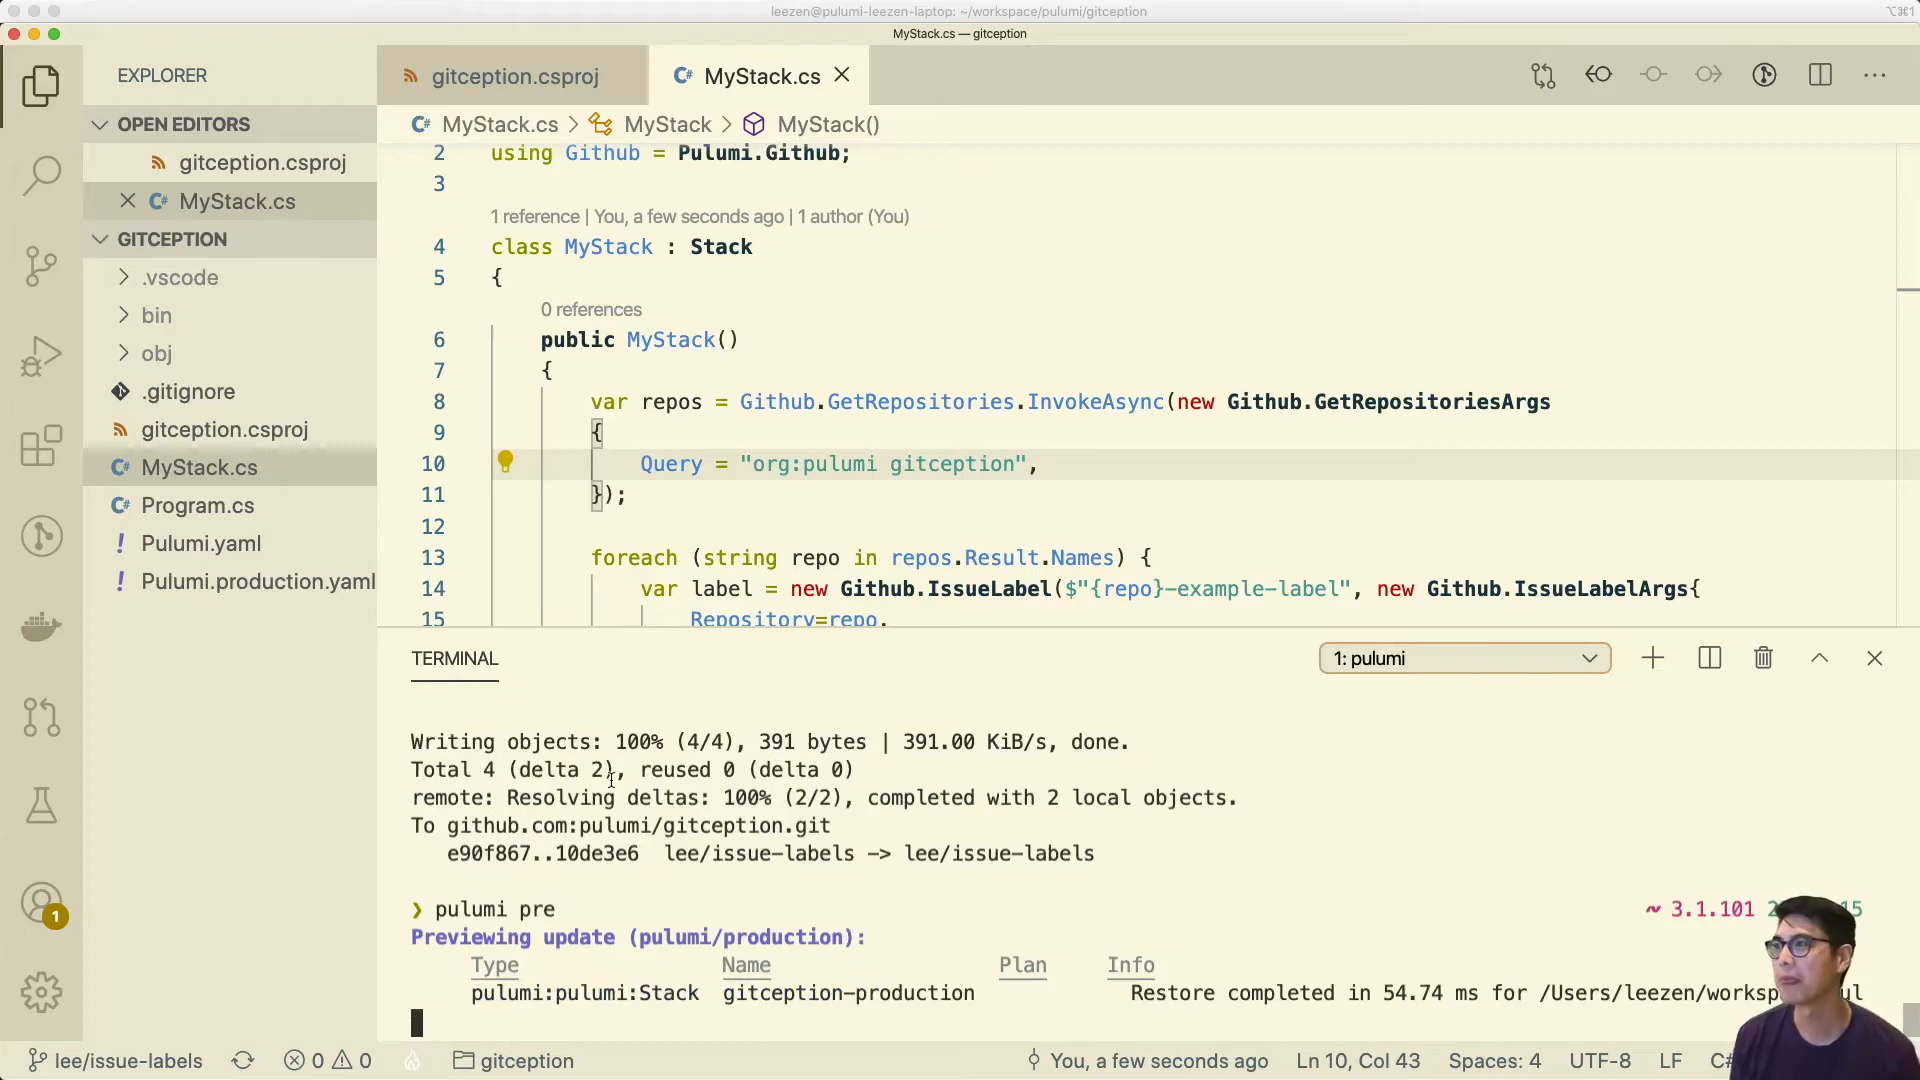 leezen@pulumi-leezen-laptop: ~/workspace/pulumi/gitception
⌥⌘1
MyStack.cs — gitception
EXPLORER
gitception.csproj
MyStack.cs
OPEN EDITORS
gitception.csproj
MyStack.cs
GITCEPTION
.vscode
bin
obj
.gitignore
gitception.csproj
MyStack.cs
Program.cs
Pulumi.yaml
Pulumi.production.yaml
MyStack.cs > MyStack > MyStack()
2 using Github = Pulumi.Github;
3
1 reference | You, a few seconds ago | 1 author (You)
4 class MyStack : Stack
5 {
0 references
6 public MyStack()
7 {
8 var repos = Github.GetRepositories.InvokeAsync(new Github.GetRepositoriesArgs
9 {
10 Query = "org:pulumi gitception",
11 });
12
13 foreach (string repo in repos.Result.Names) {
14 var label = new Github.IssueLabel($"{repo}-example-label", new Github.IssueLabelArgs{
15 Repository=repo,
TERMINAL
1: pulumi
Writing objects: 100% (4/4), 391 bytes | 391.00 KiB/s, done.
Total 4 (delta 2), reused 0 (delta 0)
remote: Resolving deltas: 100% (2/2), completed with 2 local objects.
To github.com:pulumi/gitception.git
e90f867..10de3e6 lee/issue-labels -> lee/issue-labels
❯ pulumi pre
~ 3.1.101
Previewing update (pulumi/production):
Type Name Plan Info
pulumi:pulumi:Stack gitception-production Restore completed in 54.74 ms for /Users/leezen/worksp
1
lee/issue-labels
0
0
gitception
You, a few seconds ago
Ln 10, Col 43
Spaces: 4
UTF-8
LF
C#